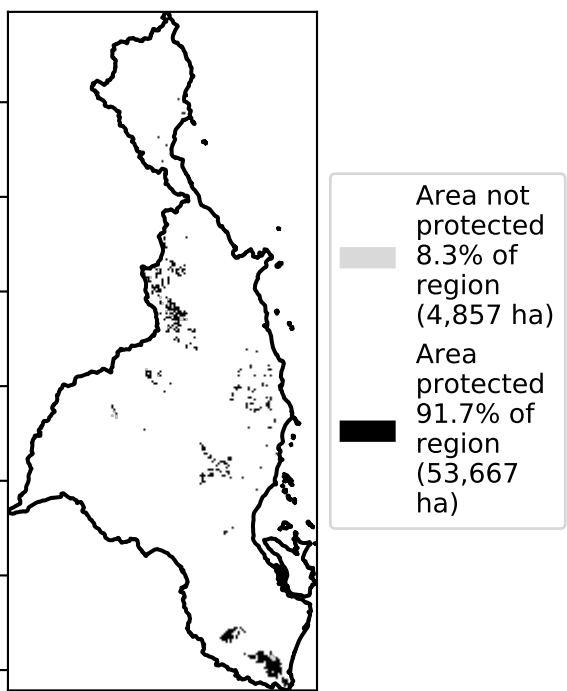 Area not
protected
8.3% of
region
(4,857 ha)
Area
protected
91.7% of
region
(53,667
ha)